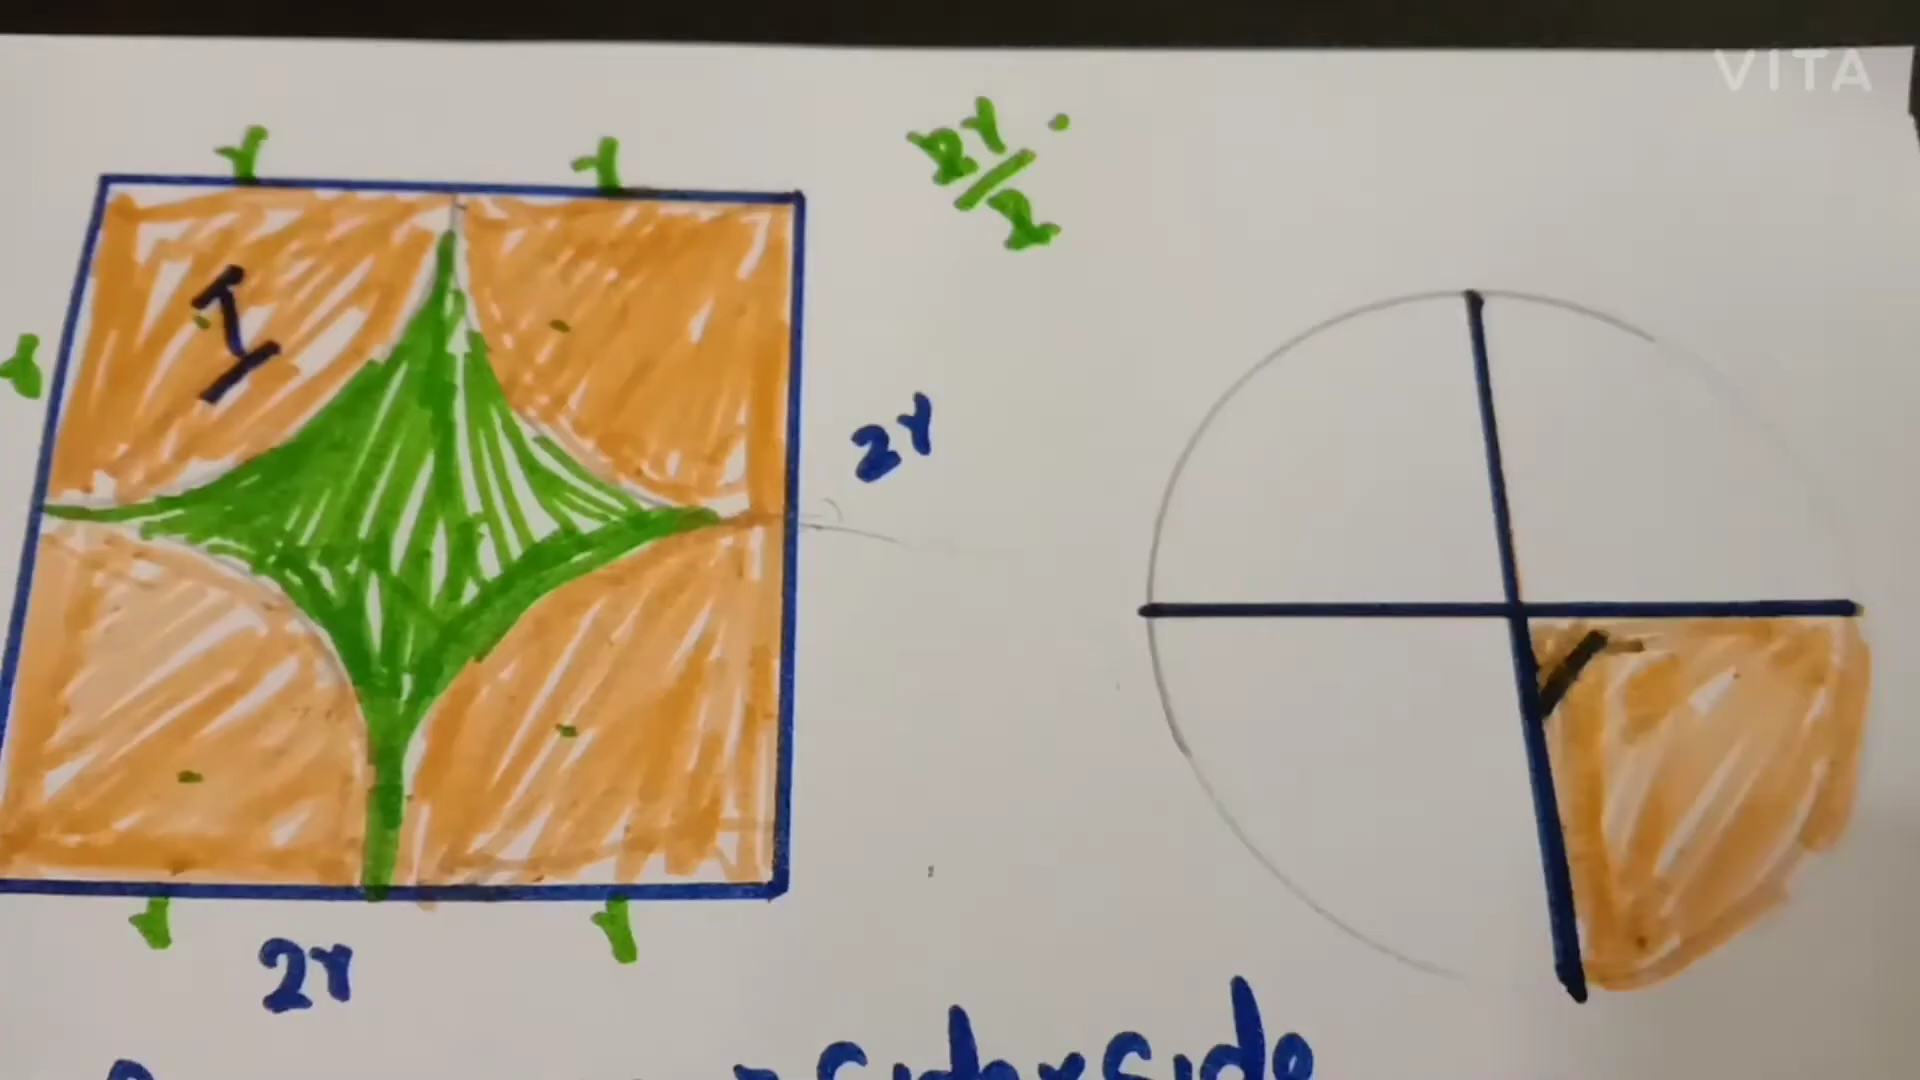 VITA
r r
2r/2
I
r
2r
r r
2r
= side x side